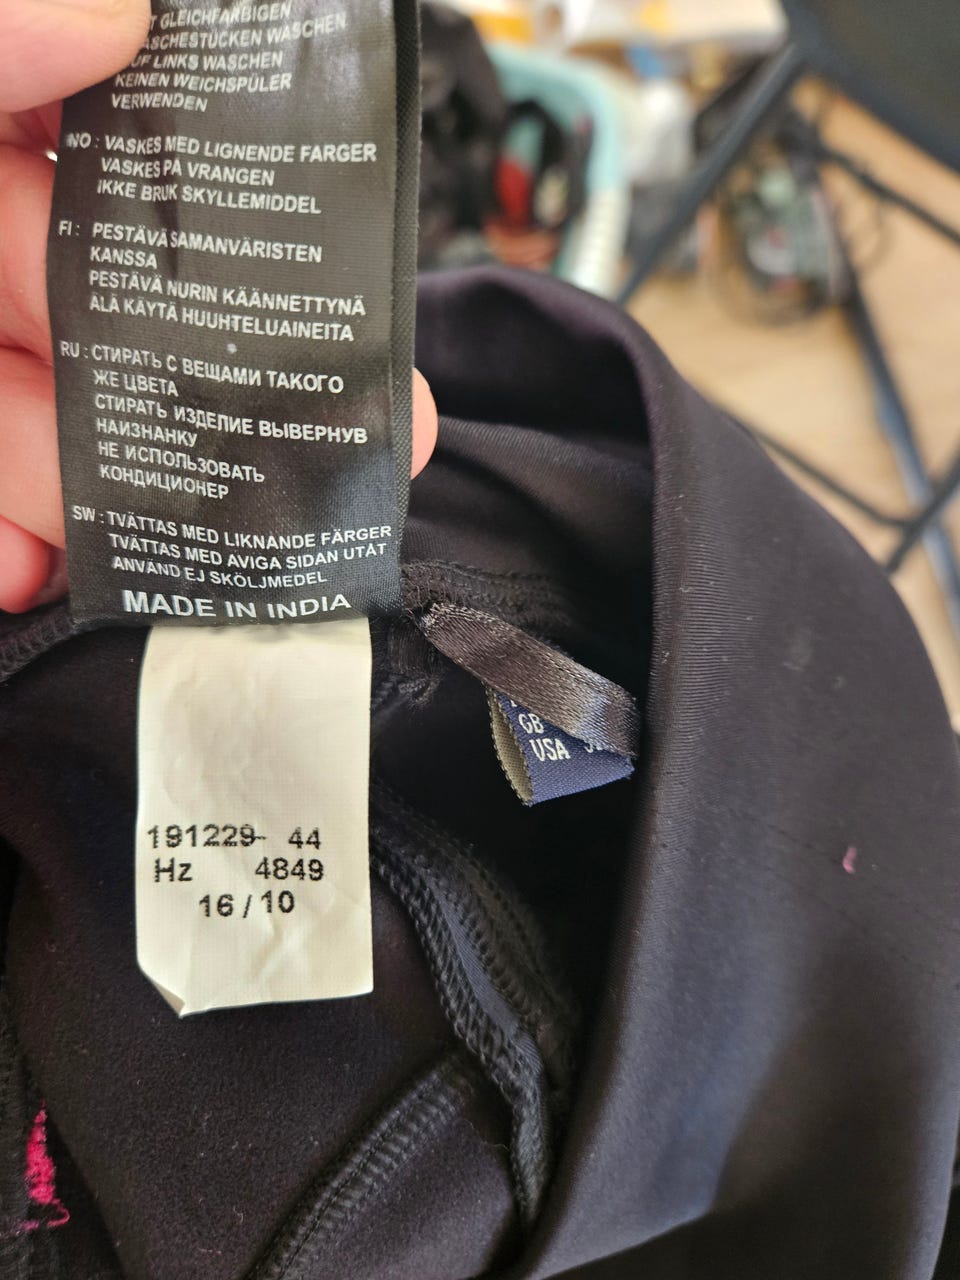 GLEICHFARBIGEN
WASCHESTÜCKEN WASCHEN
AUF LINKS WASCHEN
KEINEN WEICHSPÜLER
VERWENDEN
NO : VASKES MED LIGNENDE FARGER
VASKES PÅ VRANGEN
IKKE BRUK SKYLLEMIDDEL
FI : PESTÄVÄ SAMANVÄRISTEN
KANSSA
PESTÄVÄ NURIN KÄÄNNETTYNÄ
ÄLÄ KÄYTÄ HUUHTELUAINEITA
RU : СТИРАТЬ С ВЕЩАМИ ТАКОГО
ЖЕ ЦВЕТА
СТИРАТЬ ИЗДЕЛИЕ ВЫВЕРНУВ
НАИЗНАНКУ
НЕ ИСПОЛЬЗОВАТЬ
КОНДИЦИОНЕР
SW : TVÄTTAS MED LIKNANDE FÄRGER
TVÄTTAS MED AVIGA SIDAN UTÅT
ANVÄND EJ SKÖLJMEDEL
MADE IN INDIA
GB
USA
191229- 44
Hz 4849
16 / 10